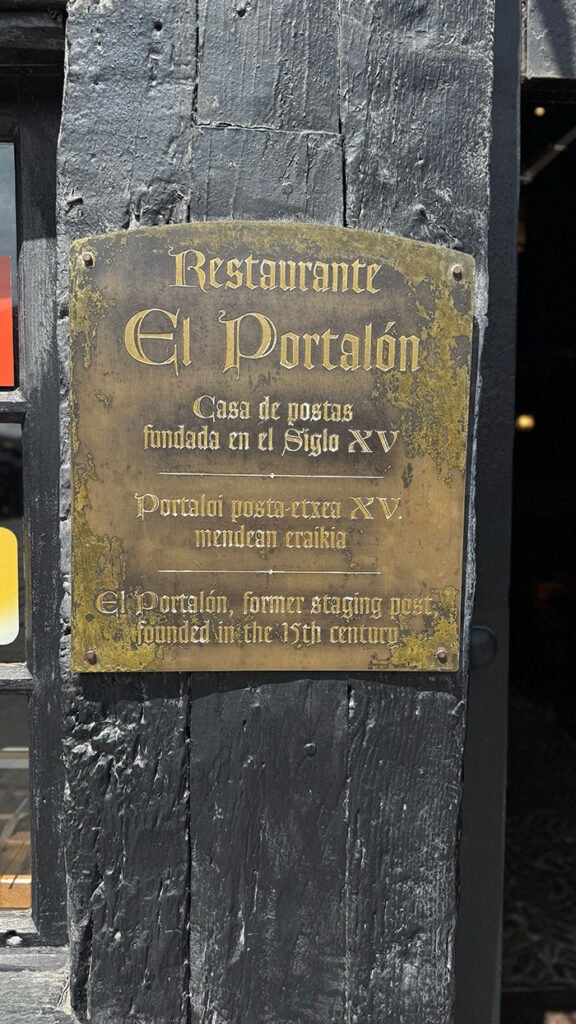 Restaurante
El Portalón
Casa de postas
fundada en el Siglo XV
Portaloi posta-etxea XV.
mendean eraikia
El Portalón, former staging post
founded in the 15th century